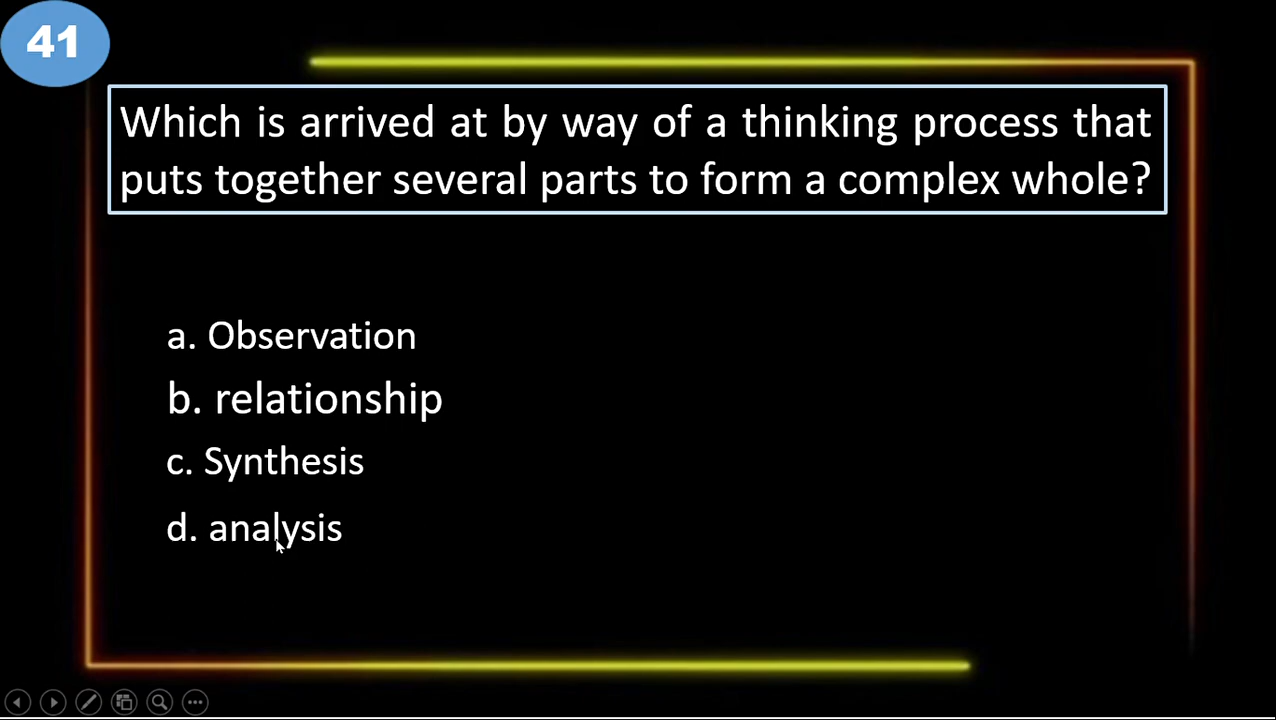 41
Which is arrived at by way of a thinking process that
puts together several parts to form a complex whole?
a. Observation
b. relationship
c. Synthesis
d. analysis